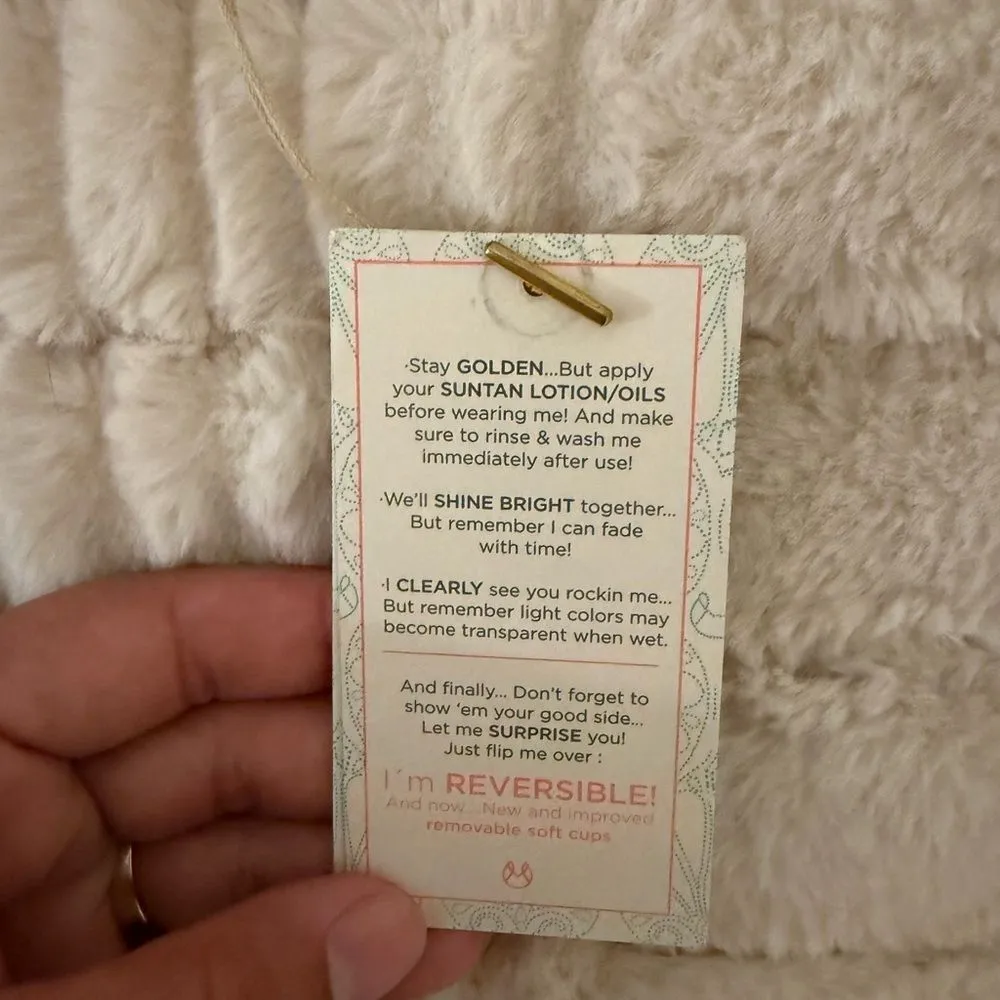 ·Stay GOLDEN...But apply
your SUNTAN LOTION/OILS
before wearing me! And make
sure to rinse & wash me
immediately after use!
·We'll SHINE BRIGHT together...
But remember I can fade
with time!
·I CLEARLY see you rockin me...
But remember light colors may
become transparent when wet.
And finally... Don't forget to
show 'em your good side...
Let me SURPRISE you!
Just flip me over :
I´m REVERSIBLE!
And now...New and improved
removable soft cups